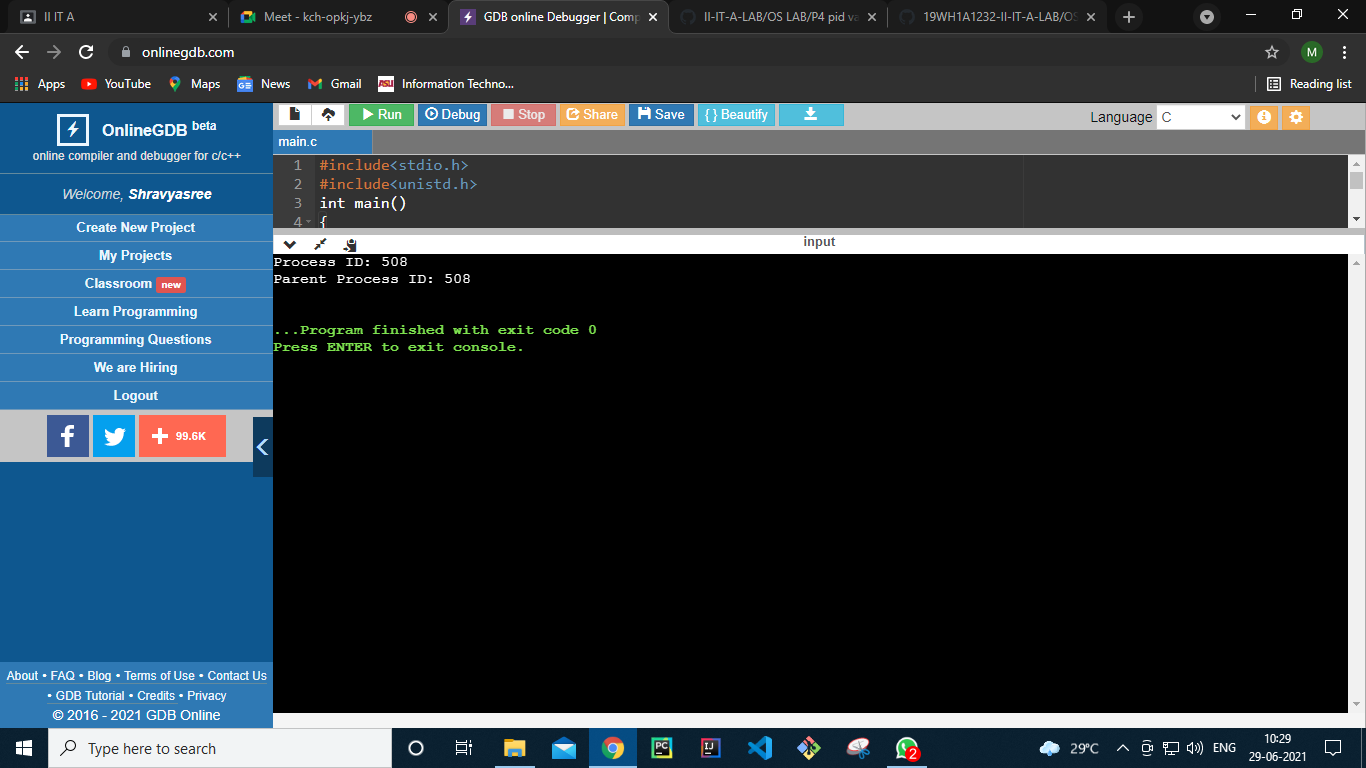 II IT A
Meet - kch-opkj-ybz
GDB online Debugger | Comp
II-IT-A-LAB/OS LAB/P4 pid va
19WH1A1232-II-IT-A-LAB/OS
onlinegdb.com
M
Apps
YouTube
Maps
News
Gmail
ASU Information Techno...
Reading list
OnlineGDB beta
online compiler and debugger for c/c++
Welcome, Shravyasree
Create New Project
My Projects
Classroom new
Learn Programming
Programming Questions
We are Hiring
Logout
99.6K
About • FAQ • Blog • Terms of Use • Contact Us
• GDB Tutorial • Credits • Privacy
© 2016 - 2021 GDB Online
Run
Debug
Stop
Share
Save
{ } Beautify
Language C
main.c
1 #include<stdio.h>
2 #include<unistd.h>
3 int main()
4 {
input
Process ID: 508
Parent Process ID: 508
...Program finished with exit code 0
Press ENTER to exit console.
Type here to search
PC
IJ
2
29°C
ENG
10:29
29-06-2021